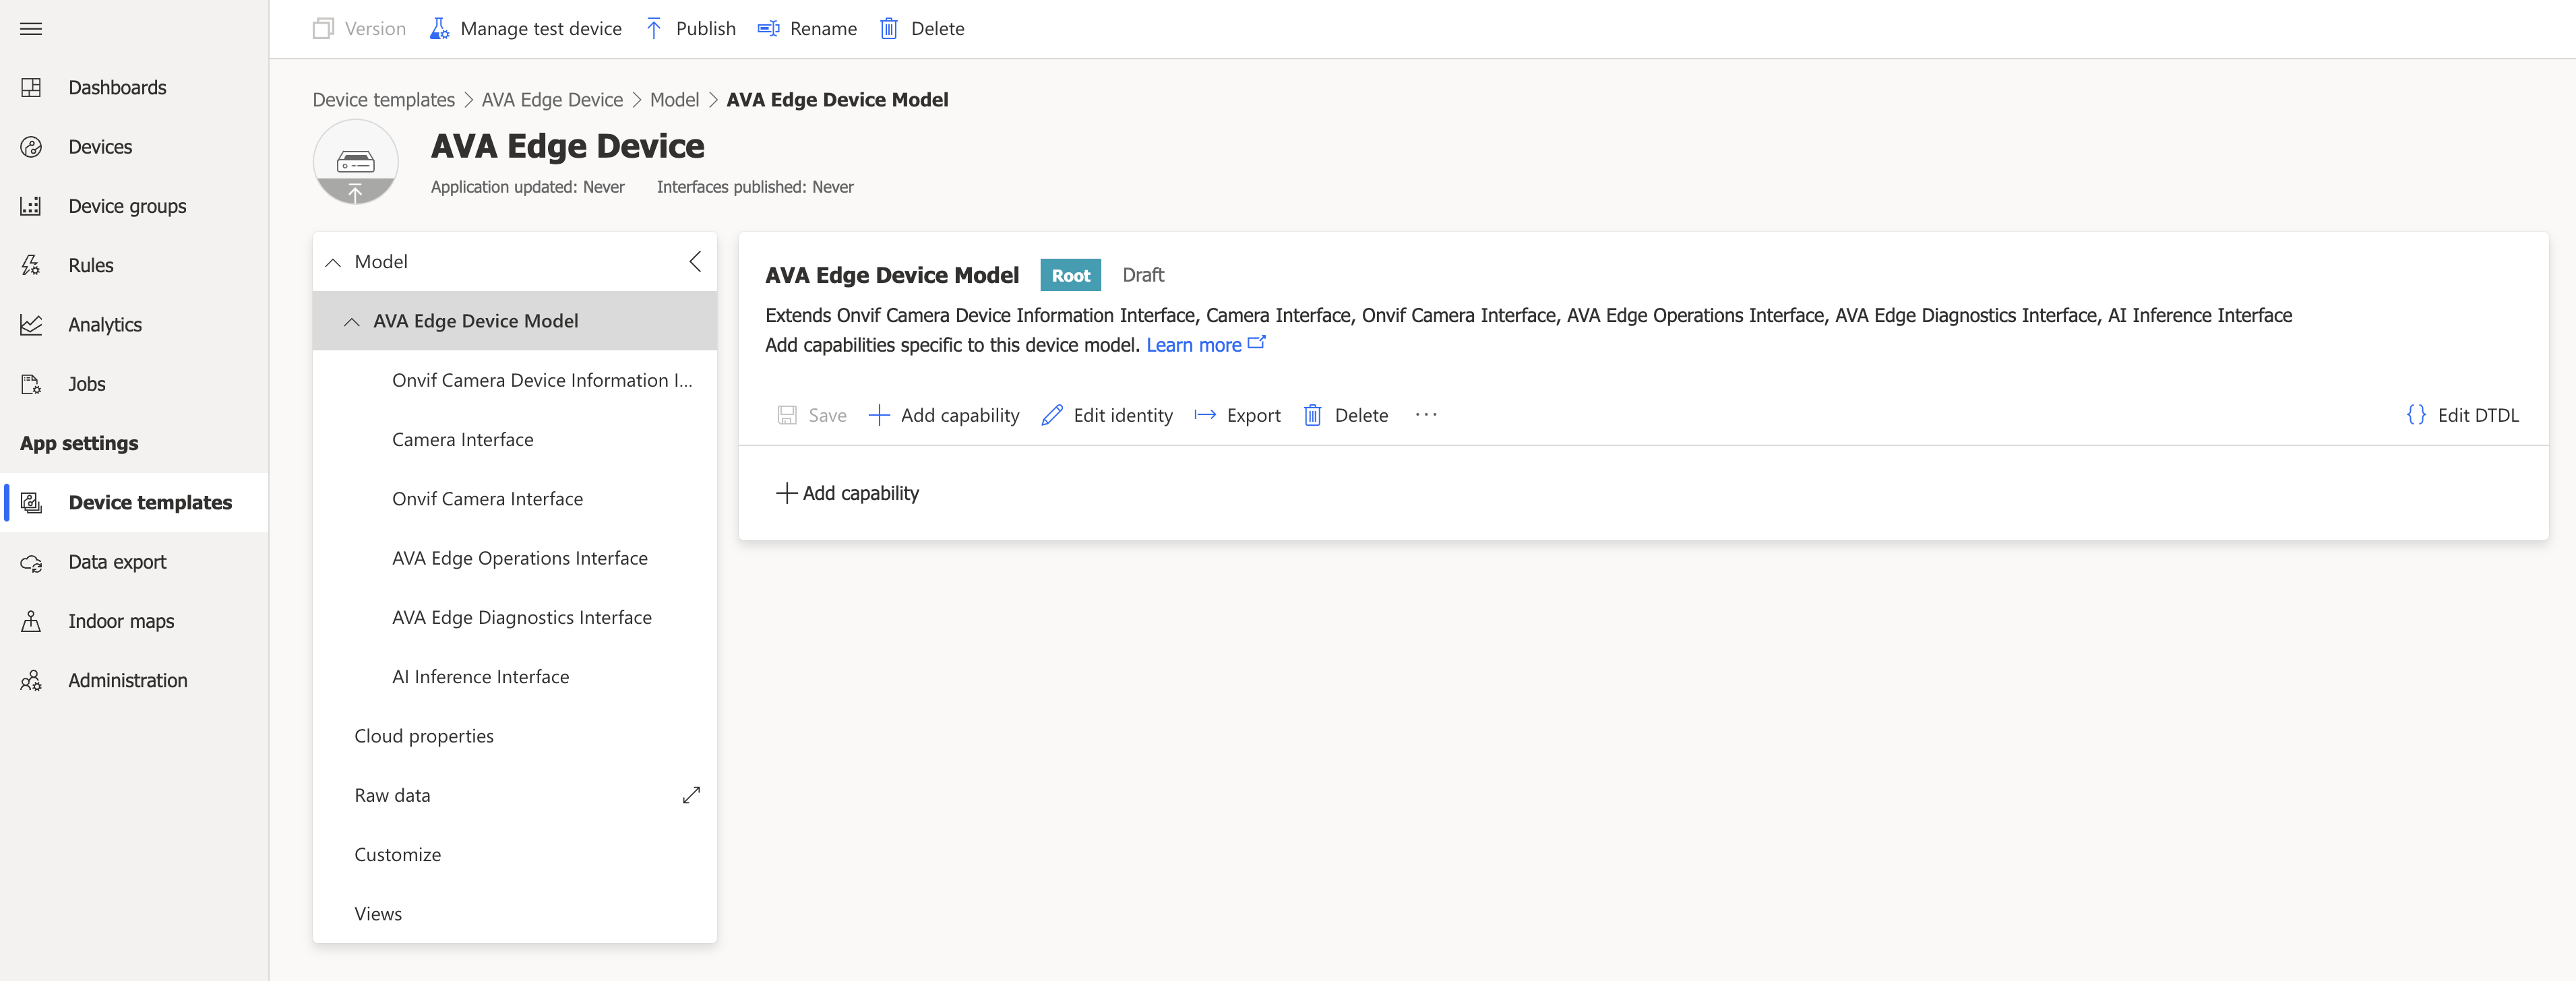 Version Manage test device Publish Rename Delete
Dashboards
Devices
Device groups
Rules
Analytics
Jobs
App settings
Device templates
Data export
Indoor maps
Administration
Device templates > AVA Edge Device > Model > AVA Edge Device Model
AVA Edge Device
Application updated: Never Interfaces published: Never
Model
AVA Edge Device Model
Onvif Camera Device Information I...
Camera Interface
Onvif Camera Interface
AVA Edge Operations Interface
AVA Edge Diagnostics Interface
AI Inference Interface
Cloud properties
Raw data
Customize
Views
AVA Edge Device Model Root Draft
Extends Onvif Camera Device Information Interface, Camera Interface, Onvif Camera Interface, AVA Edge Operations Interface, AVA Edge Diagnostics Interface, AI Inference Interface
Add capabilities specific to this device model. Learn more
Save Add capability Edit identity Export Delete ··· {} Edit DTDL
Add capability